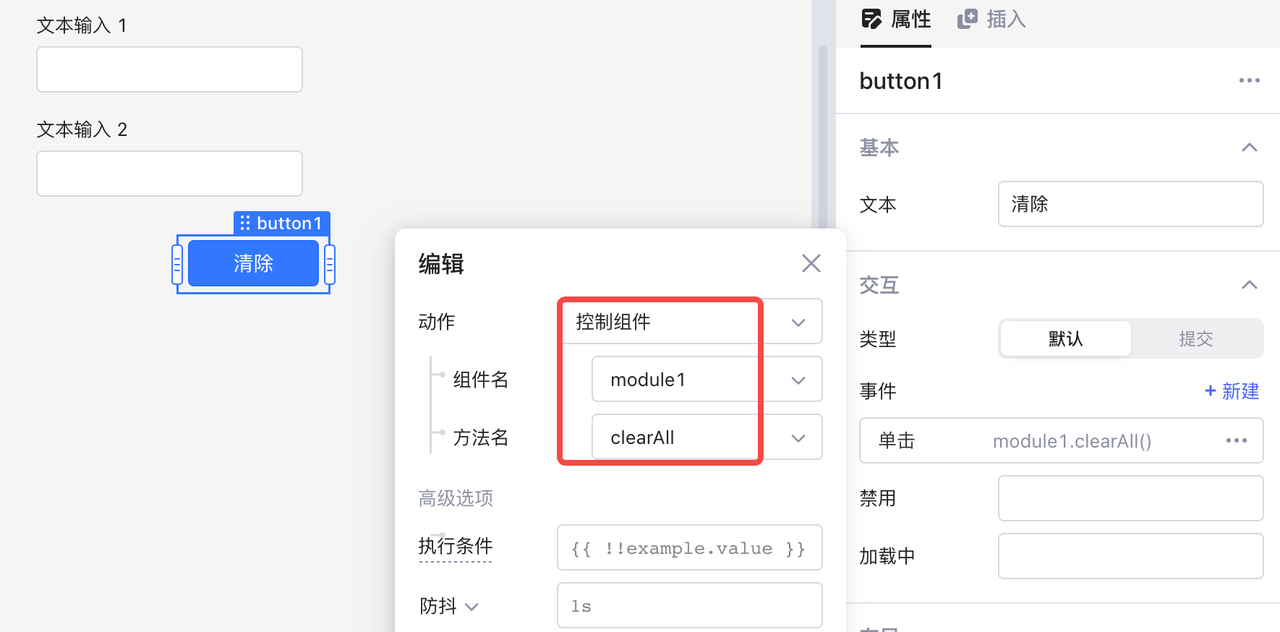 文本输入 1
文本输入 2
button1
清除
编辑
动作
控制组件
组件名
module1
方法名
clearAll
高级选项
执行条件
{{ !!example.value }}
防抖
1s
属性
插入
button1
基本
文本
清除
交互
类型
默认
提交
事件
+ 新建
单击
module1.clearAll()
禁用
加载中